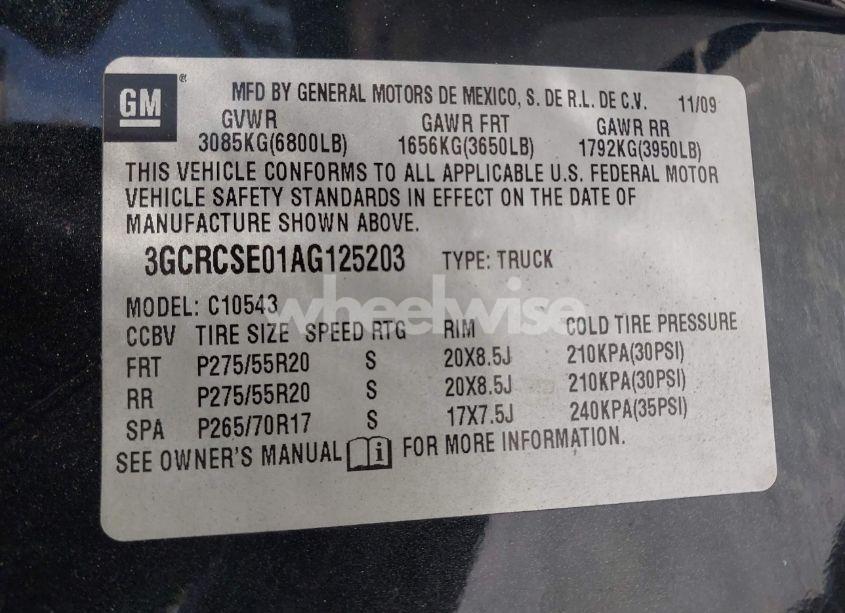 GM ® MFD BY GENERAL MOTORS DE MEXICO, S. DE R.L. DE C.V. 11/09
GVWR GAWR FRT GAWR RR
3085KG(6800LB) 1656KG(3650LB) 1792KG(3950LB)
THIS VEHICLE CONFORMS TO ALL APPLICABLE U.S. FEDERAL MOTOR
VEHICLE SAFETY STANDARDS IN EFFECT ON THE DATE OF
MANUFACTURE SHOWN ABOVE.
3GCRCSE01AG125203 TYPE: TRUCK
MODEL: C10543
wheelwise
CCBV TIRE SIZE SPEED RTG RIM COLD TIRE PRESSURE
FRT P275/55R20 S 20X8.5J 210KPA(30PSI)
RR P275/55R20 S 20X8.5J 210KPA(30PSI)
SPA P265/70R17 S 17X7.5J 240KPA(35PSI)
SEE OWNER'S MANUAL i FOR MORE INFORMATION.